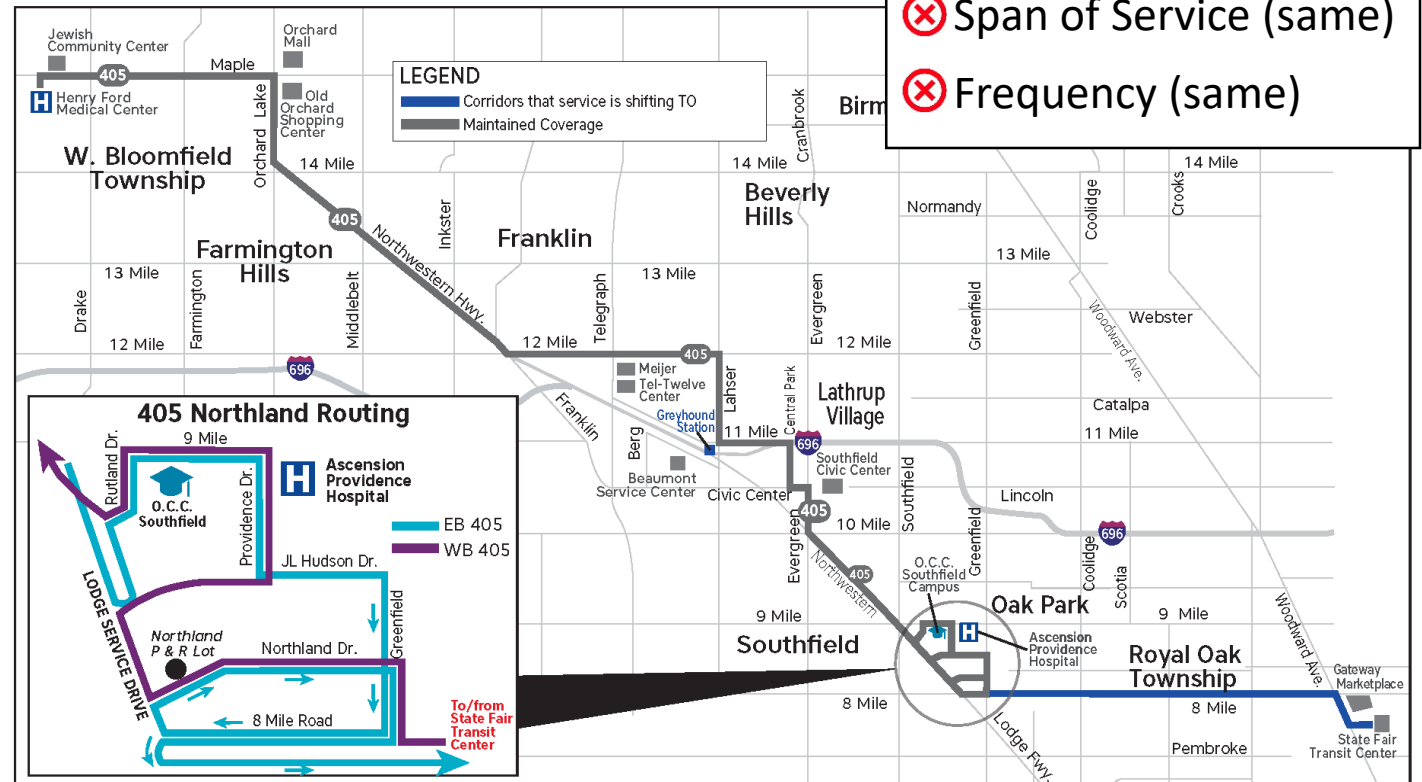 Span of Service (same)
Frequency (same)
Jewish
Community Center
Orchard
Mall
405
Maple
H
Henry Ford
Medical Center
Old
Orchard
Shopping
Center
Orchard Lake
LEGEND
Corridors that service is shifting TO
Maintained Coverage
Cranbrook
Birm
W. Bloomfield
Township
14 Mile
14 Mile
14 Mile
Beverly
Hills
Normandy
Coolidge
Crooks
405
Northwestern Hwy.
Inkster
Franklin
Farmington
Hills
13 Mile
13 Mile
13 Mile
Drake
Farmington
Middlebelt
Telegraph
Evergreen
Greenfield
Woodward Ave.
Webster
12 Mile
12 Mile
405
12 Mile
696
Meijer
Tel-Twelve
Center
Lahser
Central Park
Lathrup
Village
Catalpa
Franklin
Greyhound
Station
11 Mile
696
11 Mile
Berg
Beaumont
Service Center
Southfield
Civic Center
Civic Center
Southfield
Lincoln
405
10 Mile
Evergreen
Greenfield
696
Coolidge
Scotia
Northwestern
405
O.C.C.
Southfield
Campus
Oak Park
9 Mile
9 Mile
Woodward Ave.
Southfield
H
Ascension
Providence
Hospital
Royal Oak
Township
Gateway
Marketplace
8 Mile
8 Mile
Lodge Fwy.
Pembroke
State Fair
Transit Center
405 Northland Routing
9 Mile
Rutland Dr.
O.C.C.
Southfield
Providence Dr.
H
Ascension
Providence
Hospital
EB 405
WB 405
JL Hudson Dr.
LODGE SERVICE DRIVE
Greenfield
Northland
P & R Lot
Northland Dr.
8 Mile Road
To/from
State Fair
Transit
Center